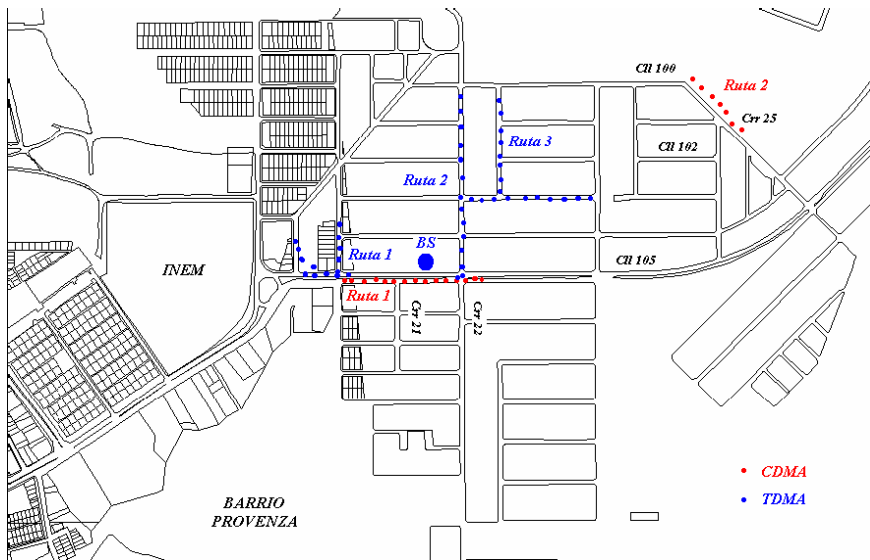 Cll 100
Ruta 2
Crr 25
Ruta 3
Cll 102
Ruta 2
BS
Ruta 1
Cll 105
INEM
Ruta 1
Crr 21
Crr 22
CDMA
TDMA
BARRIO
PROVENZA